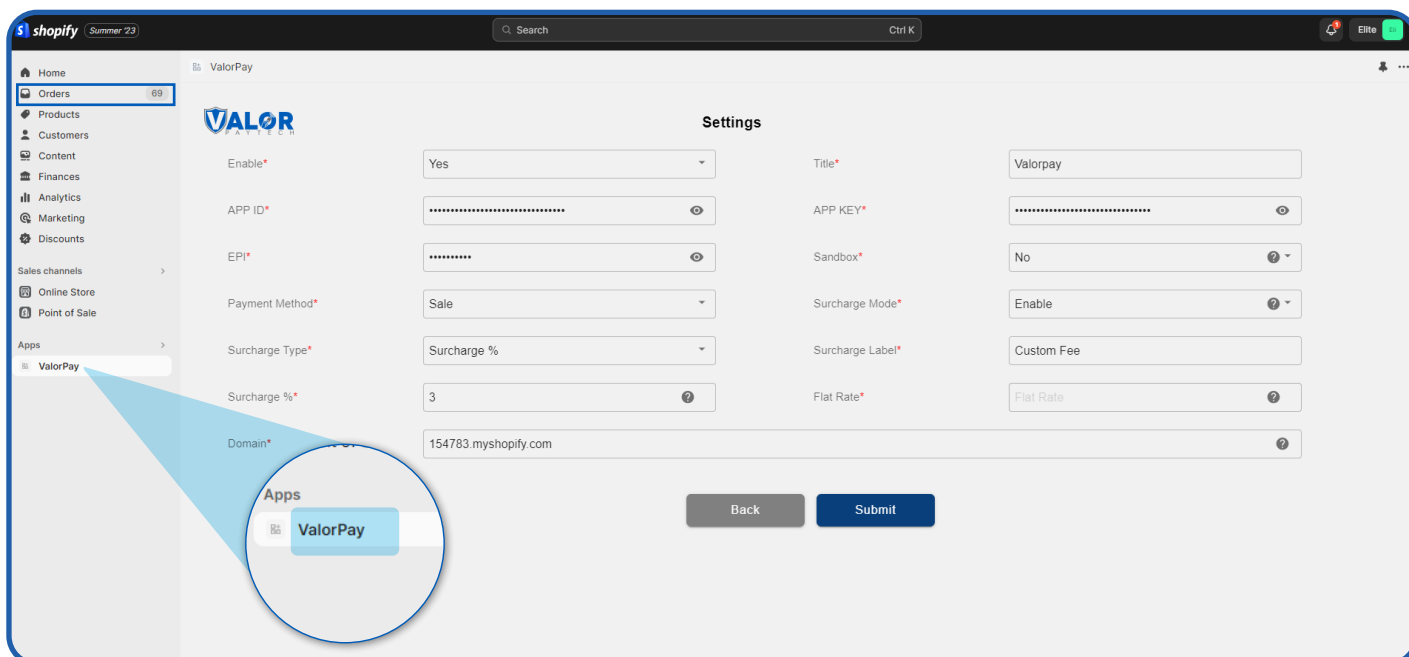 shopify Summer '23
Search Ctrl K
1
Elite
Home
Orders 69
Products
Customers
Content
Finances
Analytics
Marketing
Discounts
Sales channels
Online Store
Point of Sale
Apps
ValorPay
ValorPay
VALOR
PAYTECH
Settings
Enable* Yes
Title* Valorpay
APP ID* ••••••••••••••••••••••••••••••••
APP KEY* ••••••••••••••••••••••••••••••••
EPI* ••••••••••
Sandbox* No
Payment Method* Sale
Surcharge Mode* Enable
Surcharge Type* Surcharge %
Surcharge Label* Custom Fee
Surcharge %* 3
Flat Rate* Flat Rate
Domain* 154783.myshopify.com
Back Submit
Apps
ValorPay